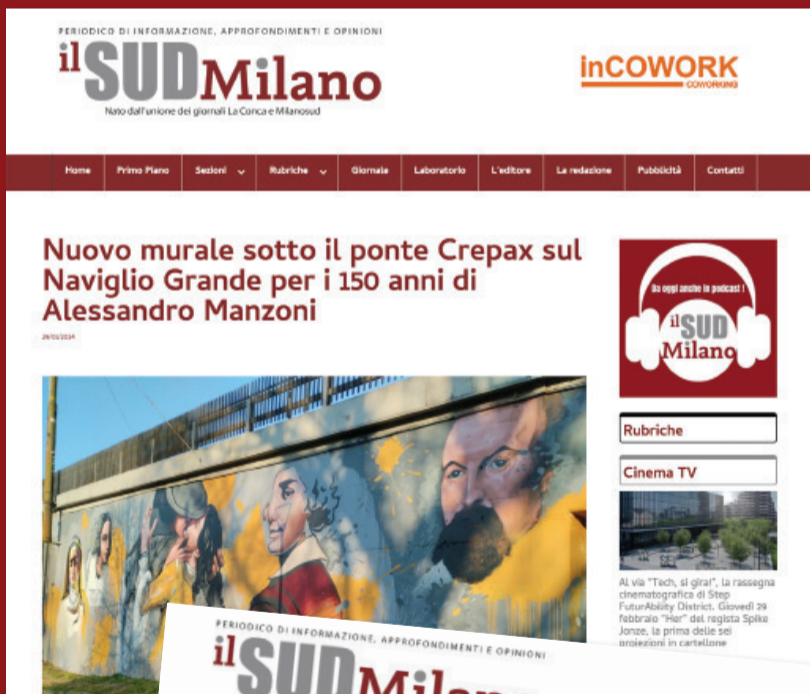 PERIODICO DI INFORMAZIONE, APPROFONDIMENTI E OPINIONI
il SUD Milano
Nato dall'unione dei giornali La Conca e Milanosud
inCOWORK
COWORKING
Home Primo Piano Sezioni Rubriche Giornale Laboratorio L'editore La redazione Pubblicità Contatti
Nuovo murale sotto il ponte Crepax sul
Naviglio Grande per i 150 anni di
Alessandro Manzoni
Da oggi anche in podcast !
il SUD
Milano
Rubriche
Cinema TV
Al via "Tech, si gira!", la rassegna
cinematografica di Step
FuturAbility District. Giovedì 29
febbraio "Her" del regista Spike
Jonze, la prima delle sei
proiezioni in cartellone
PERIODICO DI INFORMAZIONE, APPROFONDIMENTI E OPINIONI
il SUD Milano